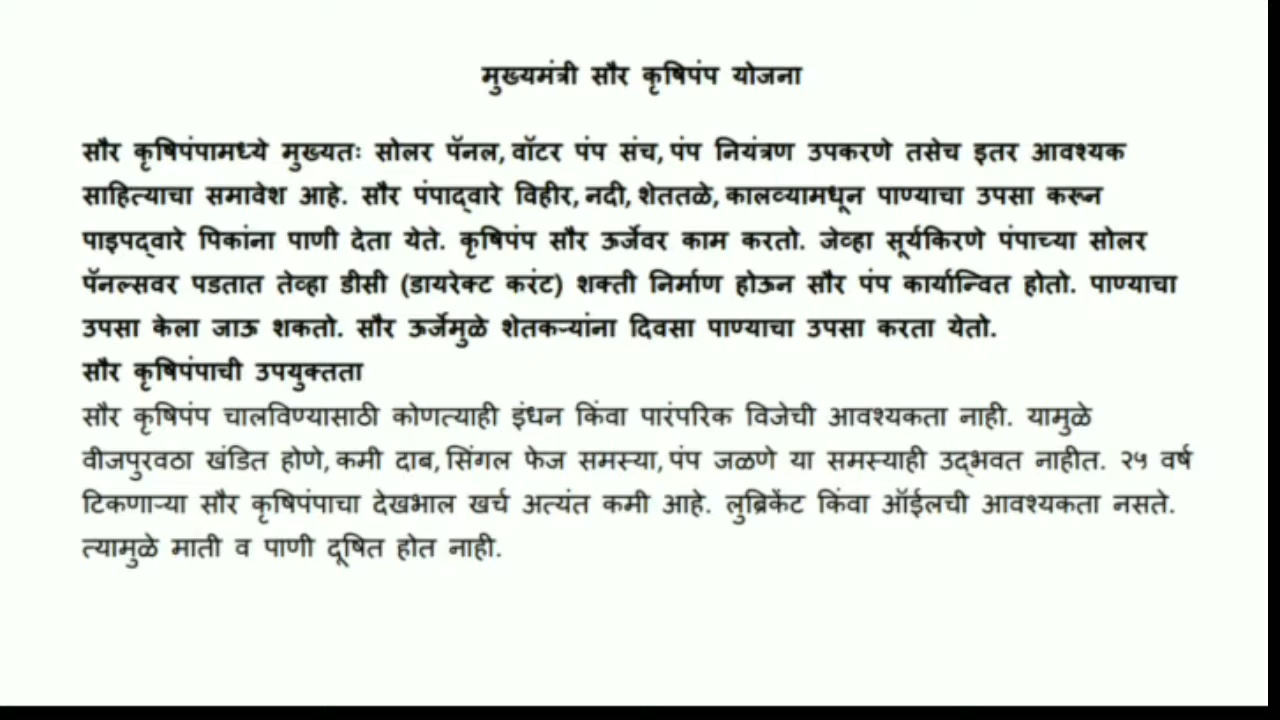 मुख्यमंत्री सौर कृषिपंप योजना
सौर कृषिपंपामध्ये मुख्यतः सोलर पॅनल, वॉटर पंप संच, पंप नियंत्रण उपकरणे तसेच इतर आवश्यक
साहित्याचा समावेश आहे. सौर पंपाद्वारे विहीर, नदी, शेततळे, कालव्यामधून पाण्याचा उपसा करून
पाइपद्वारे पिकांना पाणी देता येते. कृषिपंप सौर ऊर्जेवर काम करतो. जेव्हा सूर्यकिरणे पंपाच्या सोलर
पॅनल्सवर पडतात तेव्हा डीसी (डायरेक्ट करंट) शक्ती निर्माण होऊन सौर पंप कार्यान्वित होतो. पाण्याचा
उपसा केला जाऊ शकतो. सौर ऊर्जेमुळे शेतकऱ्यांना दिवसा पाण्याचा उपसा करता येतो.
सौर कृषिपंपाची उपयुक्तता
सौर कृषिपंप चालविण्यासाठी कोणत्याही इंधन किंवा पारंपरिक विजेची आवश्यकता नाही. यामुळे
वीजपुरवठा खंडित होणे, कमी दाब, सिंगल फेज समस्या, पंप जळणे या समस्याही उद्भवत नाहीत. २५ वर्ष
टिकणाऱ्या सौर कृषिपंपाचा देखभाल खर्च अत्यंत कमी आहे. लुब्रिकेंट किंवा ऑईलची आवश्यकता नसते.
त्यामुळे माती व पाणी दूषित होत नाही.